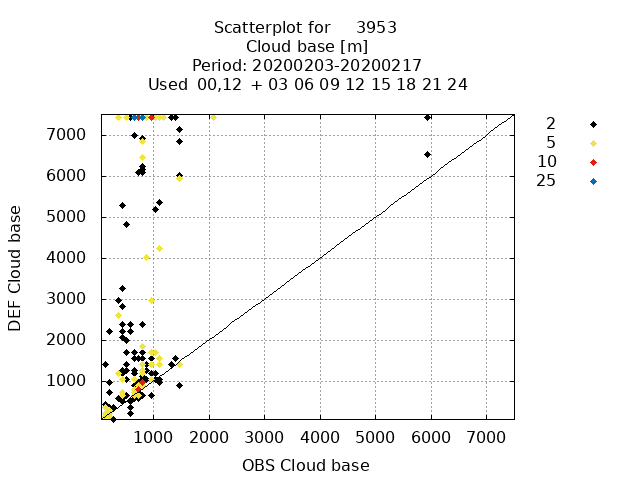 Scatterplot for 3953
Cloud base [m]
Period: 20200203-20200217
Used 00,12 + 03 06 09 12 15 18 21 24
2
5
10
25
DEF Cloud base
7000
6000
5000
4000
3000
2000
1000
1000 2000 3000 4000 5000 6000 7000
OBS Cloud base